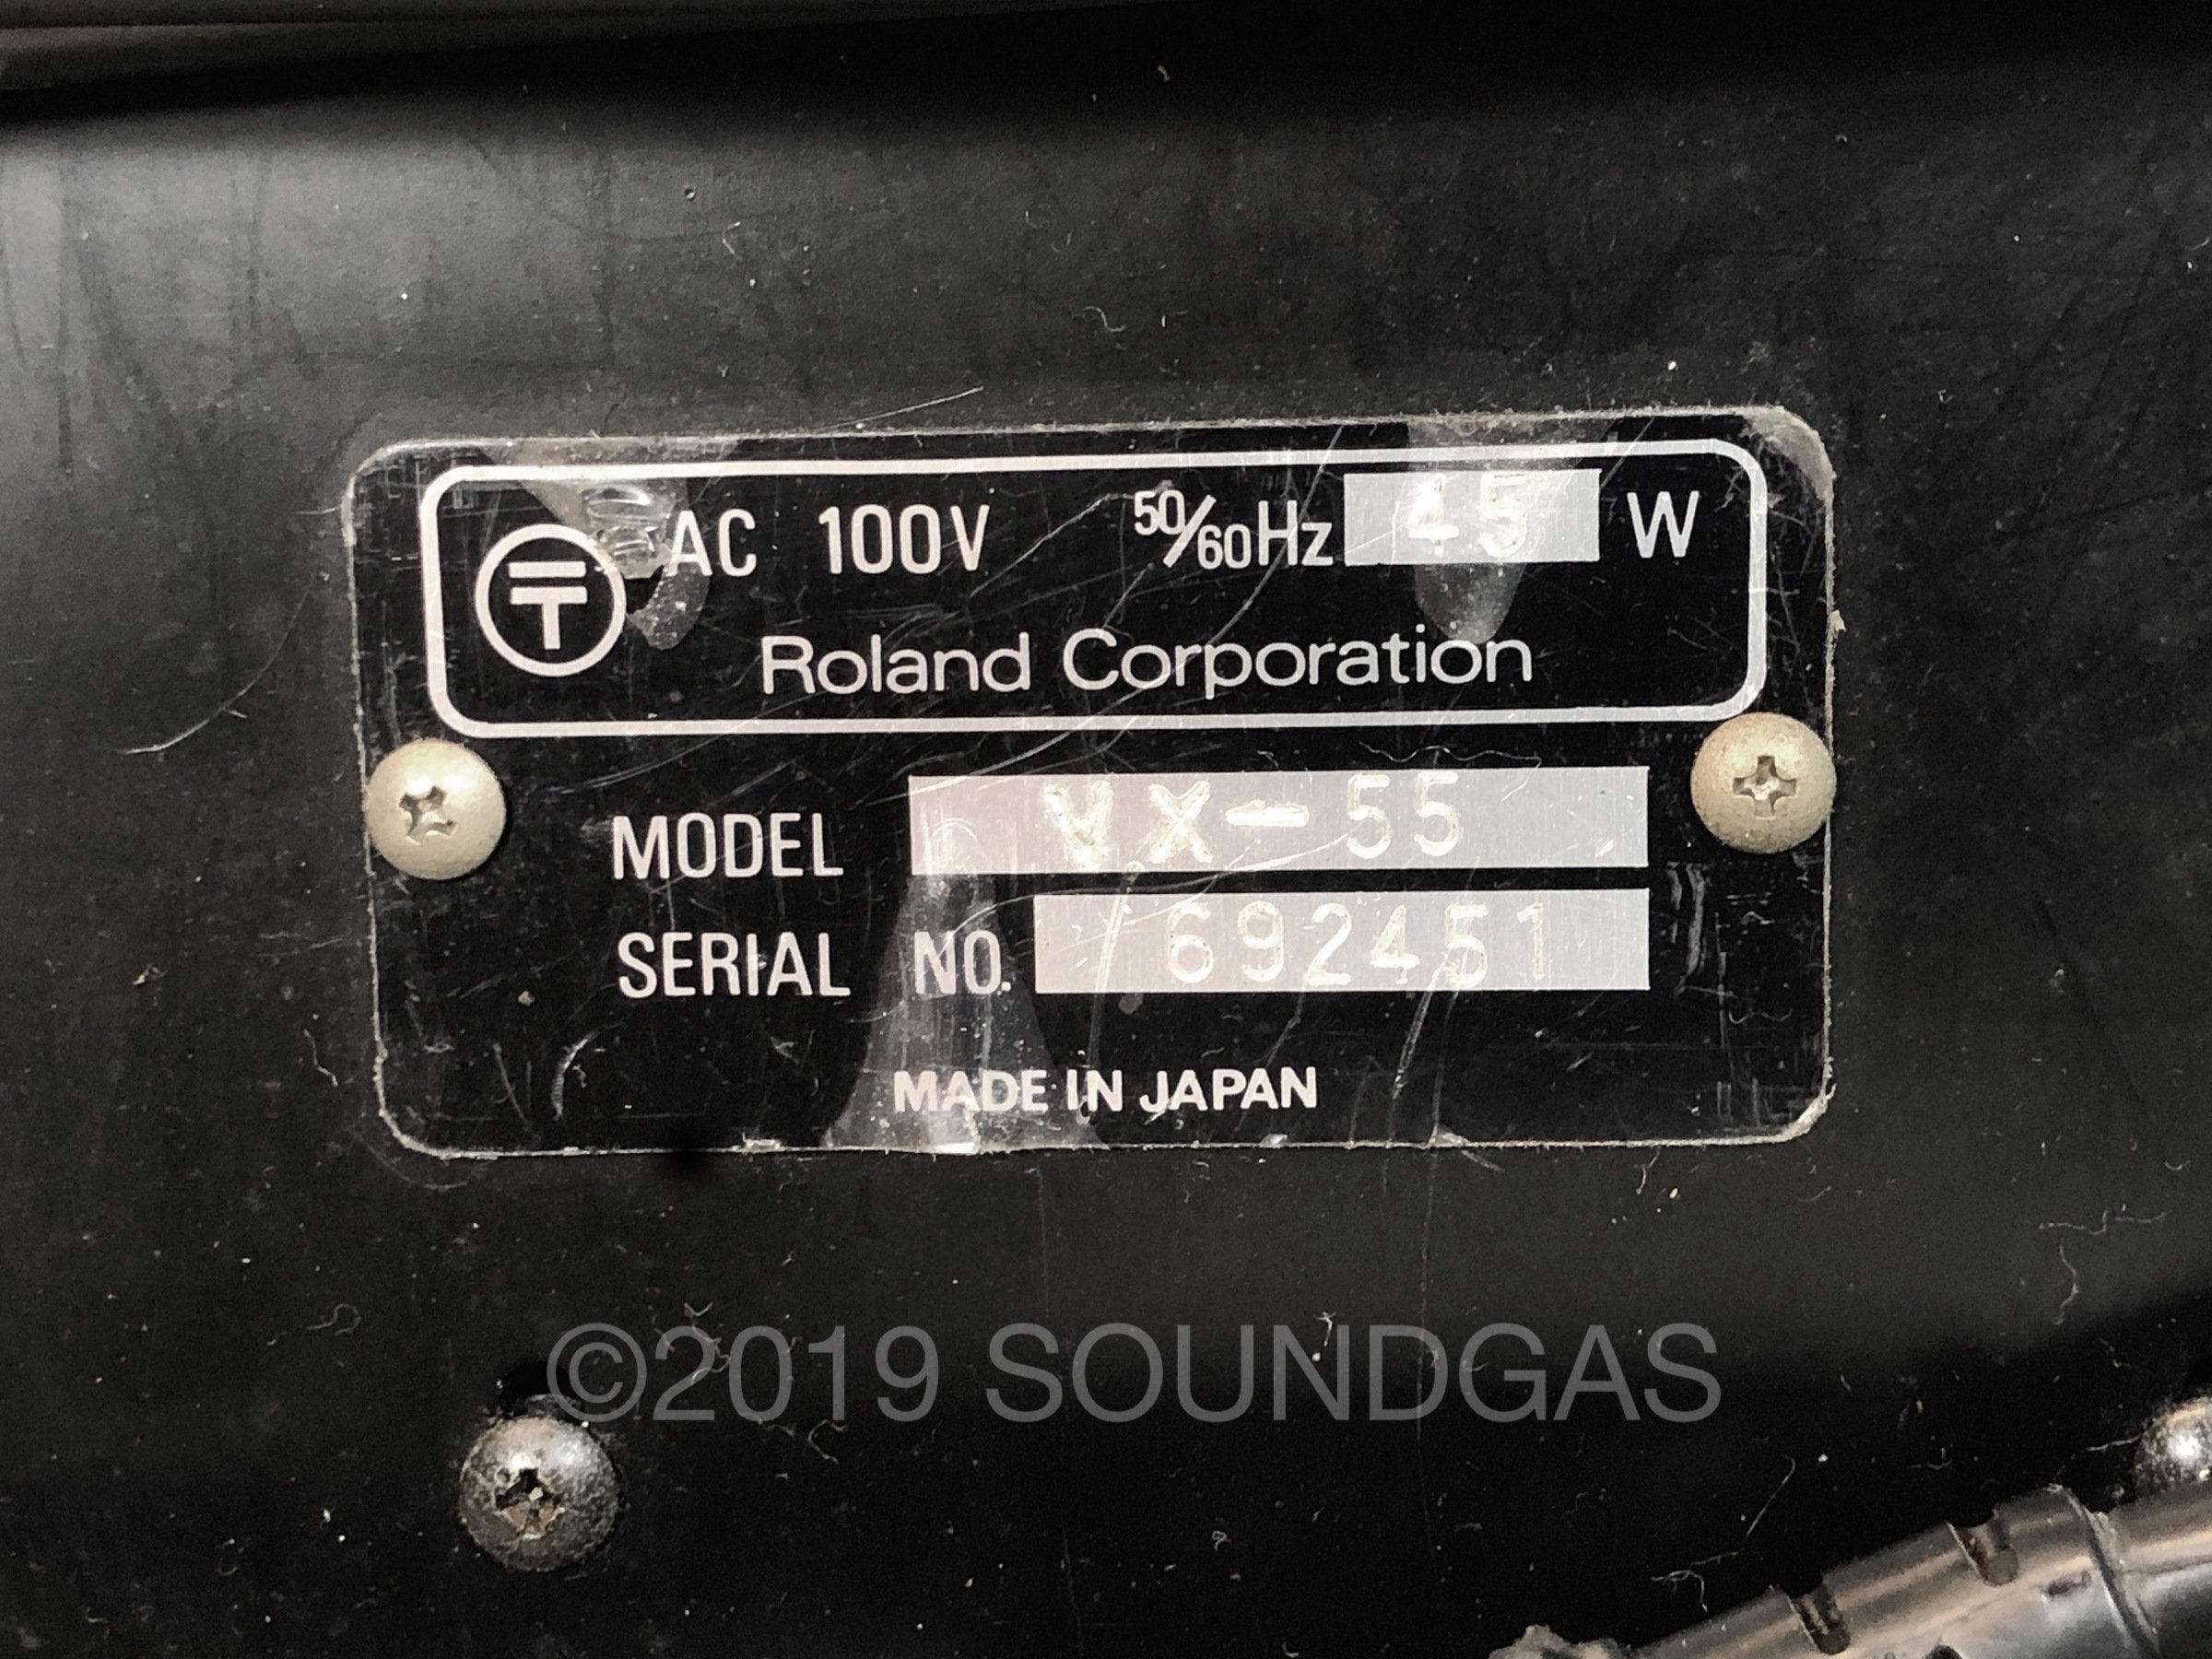 〶 AC 100V 50/60Hz 45 W
Roland Corporation
MODEL VX-55
SERIAL NO. 692451
MADE IN JAPAN
©2019 SOUNDGAS